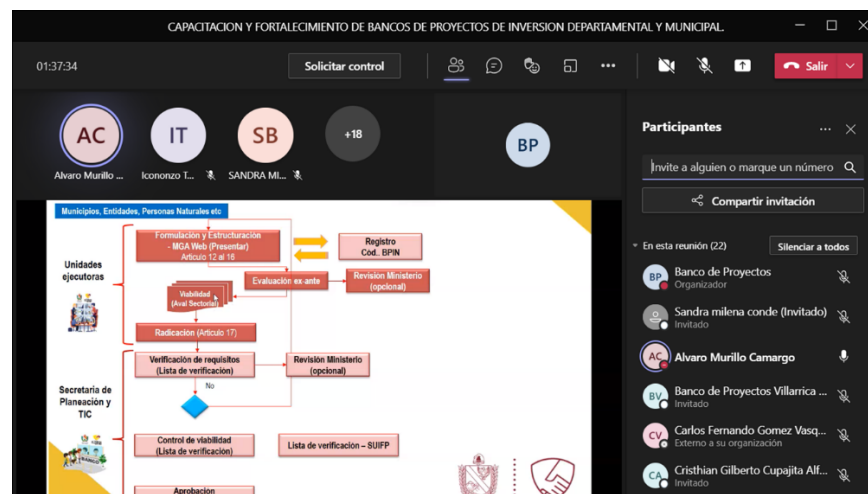 CAPACITACION Y FORTALECIMIENTO DE BANCOS DE PROYECTOS DE INVERSION DEPARTAMENTAL Y MUNICIPAL.
01:37:34
Solicitar control
Salir
AC
IT
SB
+18
BP
Alvaro Murillo ...
Icononzo T...
SANDRA MI...
Municipios, Entidades, Personas Naturales etc
Unidades
ejecutoras
Formulación y Estructuración
- MGA Web (Presentar)
Artículo 12 al 16
Registro
Cod.. BPIN
Evaluación ex-ante
Revisión Ministerio
(opcional)
Viabilidad
(Aval Sectorial)
Radicación (Artículo 17)
Secretaria de
Planeación y
TIC
Verificación de requisitos
(Lista de verificación)
Revisión Ministerio
(opcional)
No
Control de viabilidad
(Lista de verificación)
Lista de verificación – SUIFP
Aprobación
Participantes
Invite a alguien o marque un número
Compartir invitación
En esta reunión (22)
Silenciar a todos
BP
Banco de Proyectos
Organizador
Sandra milena conde (Invitado)
Invitado
AC
Alvaro Murillo Camargo
BV
Banco de Proyectos Villarrica ...
Invitado
CV
Carlos Fernando Gomez Vasq...
Externo a su organización
CA
Cristhian Gilberto Cupajita Alf...
Invitado